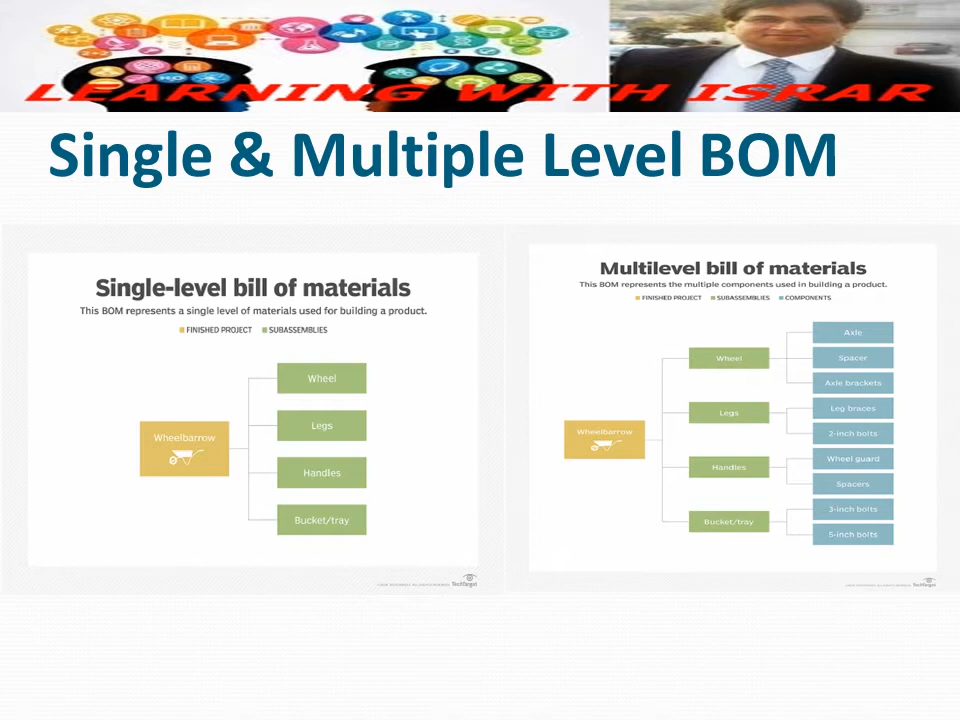 LEARNING WITH ISRAR
Single & Multiple Level BOM
Single-level bill of materials
This BOM represents a single level of materials used for building a product.
FINISHED PROJECT SUBASSEMBLIES
Wheel
Legs
Wheelbarrow
Handles
Bucket/tray
TechTarget
Multilevel bill of materials
This BOM represents the multiple components used in building a product.
FINISHED PROJECT SUBASSEMBLIES COMPONENTS
Axle
Wheel
Spacer
Axle brackets
Leg braces
Legs
2-inch bolts
Wheelbarrow
Wheel guard
Handles
Spacers
3-inch bolts
Bucket/tray
5-inch bolts
TechTarget